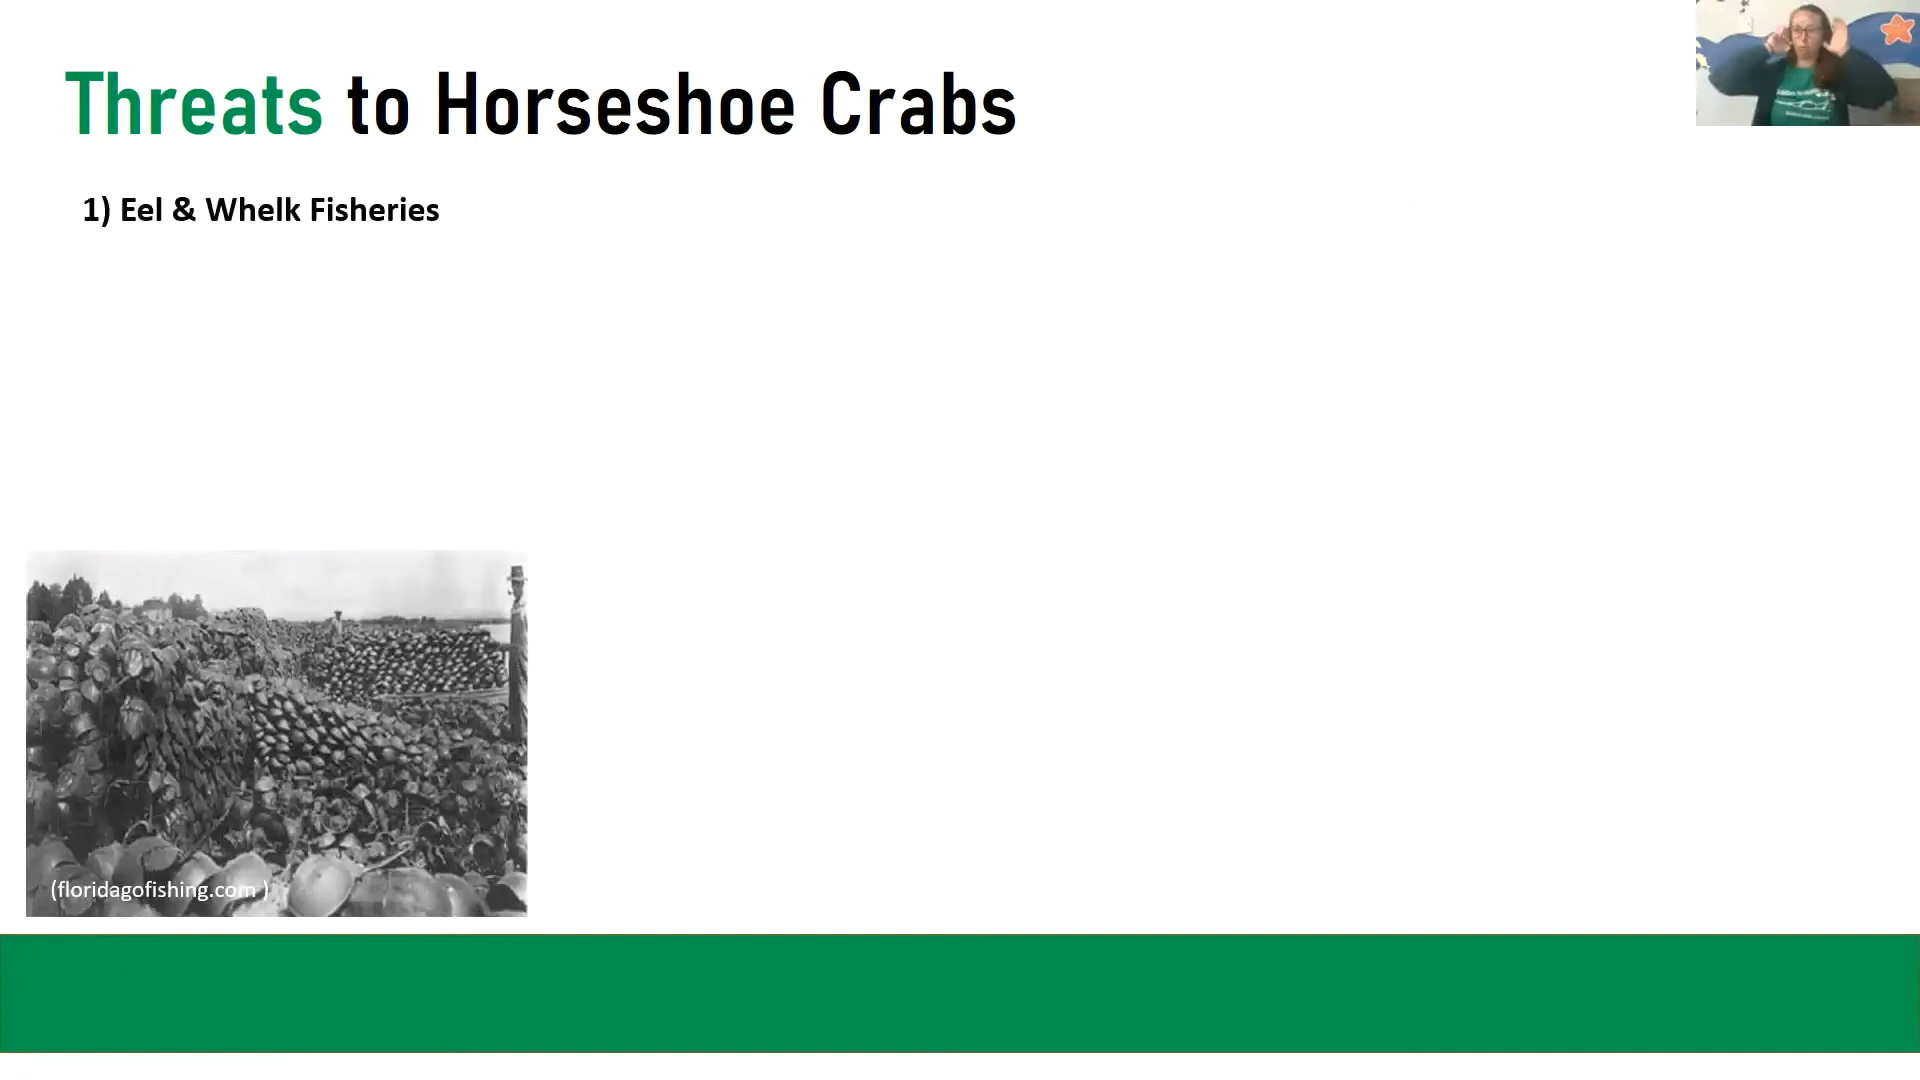 Threats to Horseshoe Crabs
1) Eel & Whelk Fisheries
(floridagofishing.com )